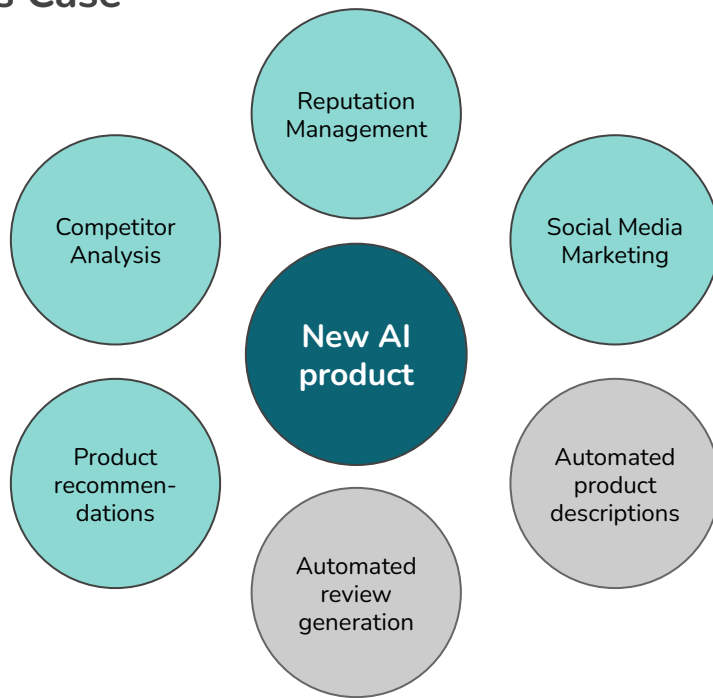 s Case
Reputation
Management
Competitor
Analysis
Social Media
Marketing
New AI
product
Product
recommen-
dations
Automated
product
descriptions
Automated
review
generation